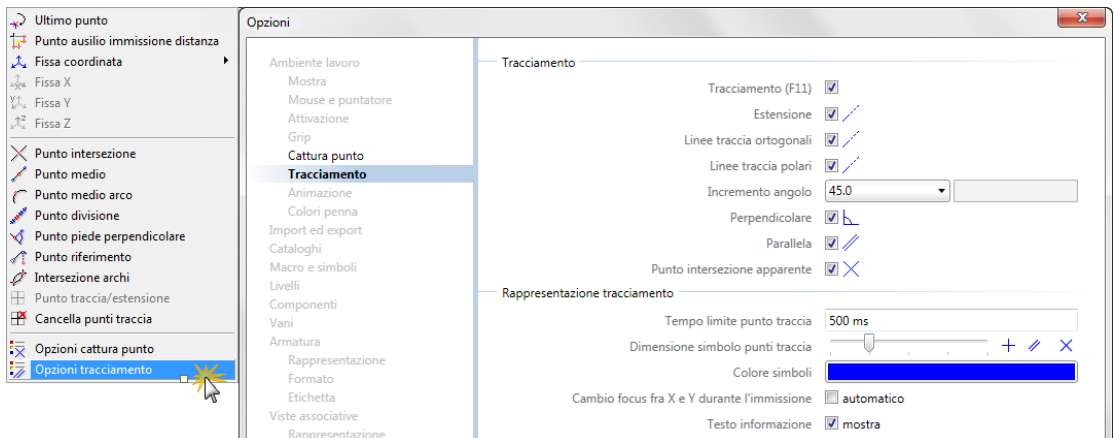 Ultimo punto
Punto ausilio immissione distanza
Fissa coordinata
Fissa X
Fissa Y
Fissa Z
Punto intersezione
Punto medio
Punto medio arco
Punto divisione
Punto piede perpendicolare
Punto riferimento
Intersezione archi
Punto traccia/estensione
Cancella punti traccia
Opzioni cattura punto
Opzioni tracciamento
Opzioni
Ambiente lavoro
Mostra
Mouse e puntatore
Attivazione
Grip
Cattura punto
Tracciamento
Animazione
Colori penna
Import ed export
Cataloghi
Macro e simboli
Livelli
Componenti
Vani
Armatura
Rappresentazione
Formato
Etichetta
Viste associative
Rappresentazione
Tracciamento
Tracciamento (F11)
Estensione
Linee traccia ortogonali
Linee traccia polari
Incremento angolo 45.0
Perpendicolare
Parallela
Punto intersezione apparente
Rappresentazione tracciamento
Tempo limite punto traccia 500 ms
Dimensione simbolo punti traccia
Colore simboli
Cambio focus fra X e Y durante l'immissione automatico
Testo informazione mostra